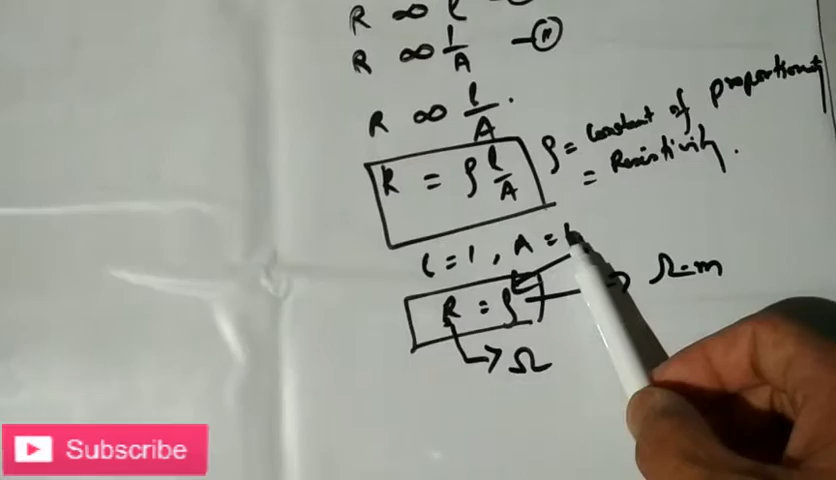 R ∝ l
R ∝ l/A —(II)
R ∝ l/A.
R = ρ l/A
ρ = Constant of proportionality
= Resistivity.
l = 1, A = 1
R = ρ → Ω-m
→ Ω
Subscribe